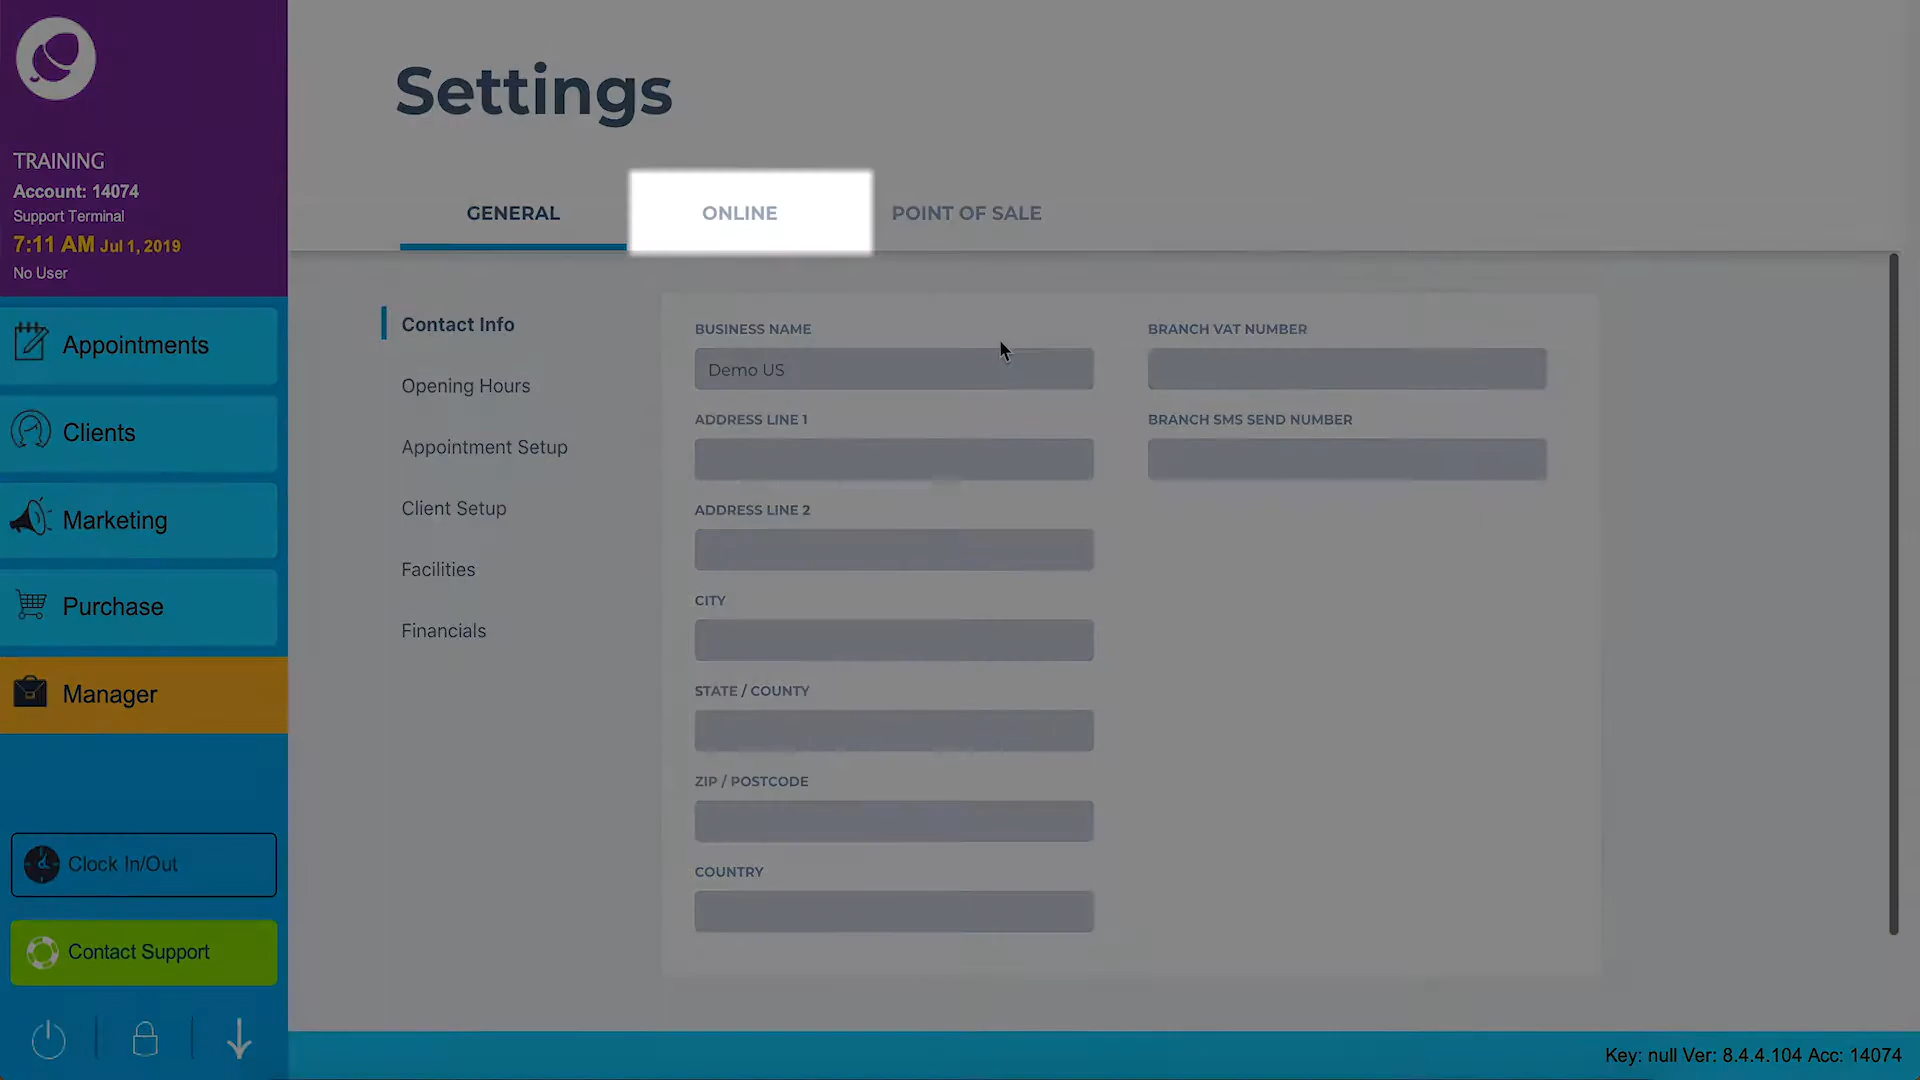 TRAINING
Account: 14074
Support Terminal
7:11 AM Jul 1, 2019
No User
Appointments
Clients
Marketing
Purchase
Manager
Clock In/Out
Contact Support
Settings
GENERAL
ONLINE
POINT OF SALE
Contact Info
Opening Hours
Appointment Setup
Client Setup
Facilities
Financials
BUSINESS NAME
Demo US
ADDRESS LINE 1
ADDRESS LINE 2
CITY
STATE / COUNTY
ZIP / POSTCODE
COUNTRY
BRANCH VAT NUMBER
BRANCH SMS SEND NUMBER
Key: null Ver: 8.4.4.104 Acc: 14074